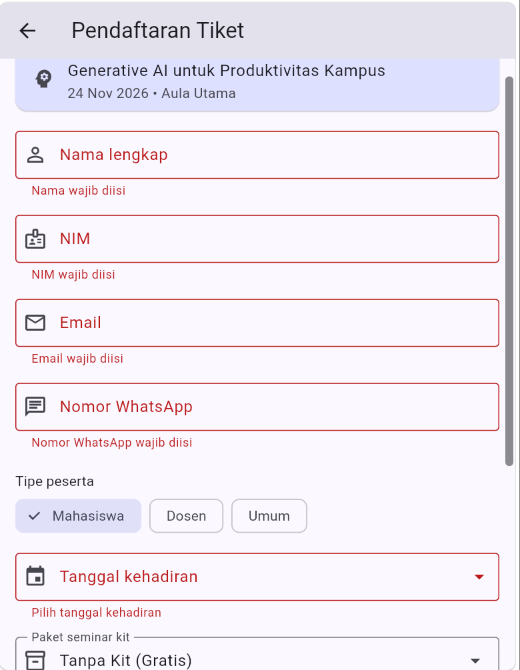 Pendaftaran Tiket
Generative AI untuk Produktivitas Kampus
24 Nov 2026 • Aula Utama
Nama lengkap
Nama wajib diisi
NIM
NIM wajib diisi
Email
Email wajib diisi
Nomor WhatsApp
Nomor WhatsApp wajib diisi
Tipe peserta
Mahasiswa Dosen Umum
Tanggal kehadiran
Pilih tanggal kehadiran
Paket seminar kit
Tanpa Kit (Gratis)